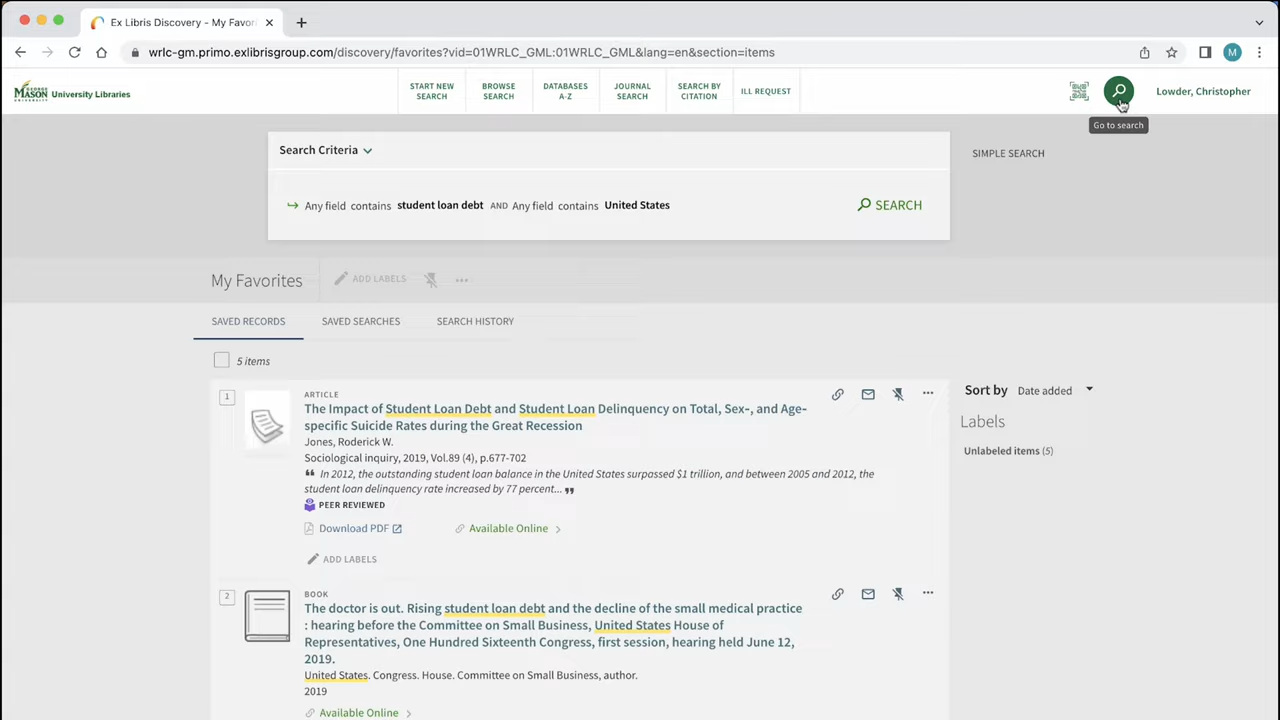 Ex Libris Discovery - My Favori
wrlc-gm.primo.exlibrisgroup.com/discovery/favorites?vid=01WRLC_GML:01WRLC_GML&lang=en&section=items
M
GEORGE
MASON
UNIVERSITY
University Libraries
START NEW
SEARCH
BROWSE
SEARCH
DATABASES
A-Z
JOURNAL
SEARCH
SEARCH BY
CITATION
ILL REQUEST
Lowder, Christopher
Go to search
Search Criteria
SIMPLE SEARCH
Any field contains student loan debt AND Any field contains United States
SEARCH
My Favorites
ADD LABELS
SAVED RECORDS
SAVED SEARCHES
SEARCH HISTORY
5 items
1
ARTICLE
The Impact of Student Loan Debt and Student Loan Delinquency on Total, Sex-, and Age-
specific Suicide Rates during the Great Recession
Jones, Roderick W.
Sociological inquiry, 2019, Vol.89 (4), p.677-702
❝ In 2012, the outstanding student loan balance in the United States surpassed $1 trillion, and between 2005 and 2012, the
student loan delinquency rate increased by 77 percent... ❞
PEER REVIEWED
Download PDF
Available Online
ADD LABELS
Sort by Date added
Labels
Unlabeled items (5)
2
BOOK
The doctor is out. Rising student loan debt and the decline of the small medical practice
: hearing before the Committee on Small Business, United States House of
Representatives, One Hundred Sixteenth Congress, first session, hearing held June 12,
2019.
United States. Congress. House. Committee on Small Business, author.
2019
Available Online